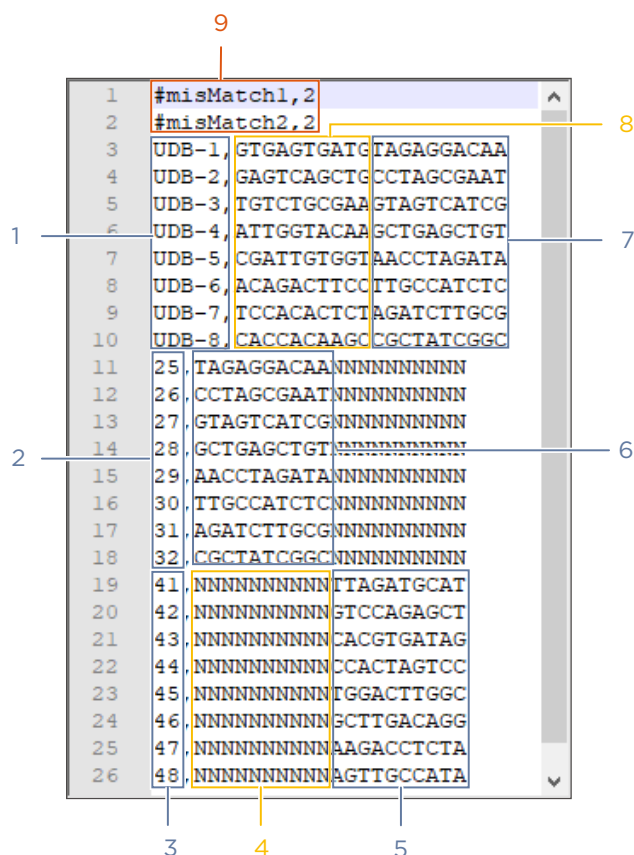 9
1 #misMatch1,2
2 #misMatch2,2
8
3 UDB-1,GTGAGTGATGTAGAGGACAA
4 UDB-2,GAGTCAGCTGCCTAGCGAAT
5 UDB-3,TGTCTGCGAAGTAGTCATCG
1
6 UDB-4,ATTGGTACAAGCTGAGCTGT
7
7 UDB-5,CGATTGTGGTAACCTAGATA
8 UDB-6,ACAGACTTCCTTGCCATCTC
9 UDB-7,TCCACACTCTAGATCTTGCG
10 UDB-8,CACCACAAGCCGCTATCGGC
11 25,TAGAGGACAANNNNNNNNNN
12 26,CCTAGCGAATNNNNNNNNNN
13 27,GTAGTCATCGNNNNNNNNNN
2
14 28,GCTGAGCTGTNNNNNNNNNN
6
15 29,AACCTAGATANNNNNNNNNN
16 30,TTGCCATCTCNNNNNNNNNN
17 31,AGATCTTGCGNNNNNNNNNN
18 32,CGCTATCGGCNNNNNNNNNN
19 41,NNNNNNNNNNTTAGATGCAT
20 42,NNNNNNNNNNGTCCAGAGCT
21 43,NNNNNNNNNNCACGTGATAG
22 44,NNNNNNNNNNCCACTAGTCC
23 45,NNNNNNNNNNTGGACTTGGC
24 46,NNNNNNNNNNGCTTGACAGG
25 47,NNNNNNNNNNAAGACCTCTA
26 48,NNNNNNNNNNAGTTGCCATA
3
4
5